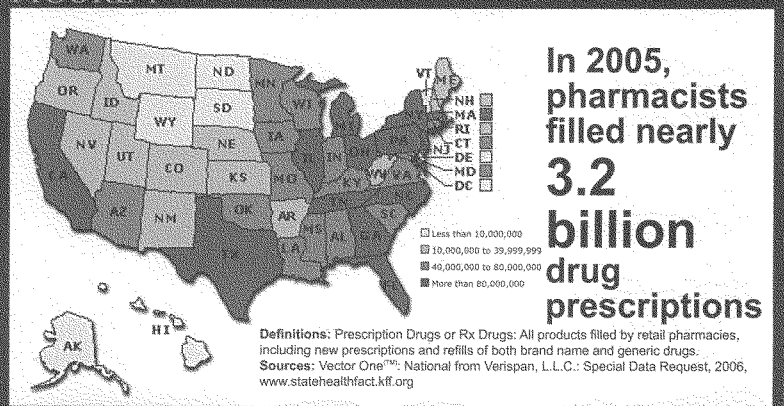 WA
MT
ND
MN
VT
ME
OR
ID
SD
WI
WY
NH
MA
RI
CT
NJ
DE
MD
DC
NV
UT
CO
NE
IA
IL
IN
OH
KS
MO
KY
WV
VA
CA
AZ
NM
OK
AR
TN
NC
SC
MS
AL
GA
LA
TX
FL
AK
HI
In 2005,
pharmacists
filled nearly
3.2
billion
drug
prescriptions
Less than 10,000,000
10,000,000 to 39,999,999
40,000,000 to 80,000,000
More than 80,000,000
Definitions: Prescription Drugs or Rx Drugs: All products filled by retail pharmacies,
including new prescriptions and refills of both brand name and generic drugs.
Sources: Vector One™: National from Verispan, L.L.C.: Special Data Request, 2006,
www.statehealthfact.kff.org